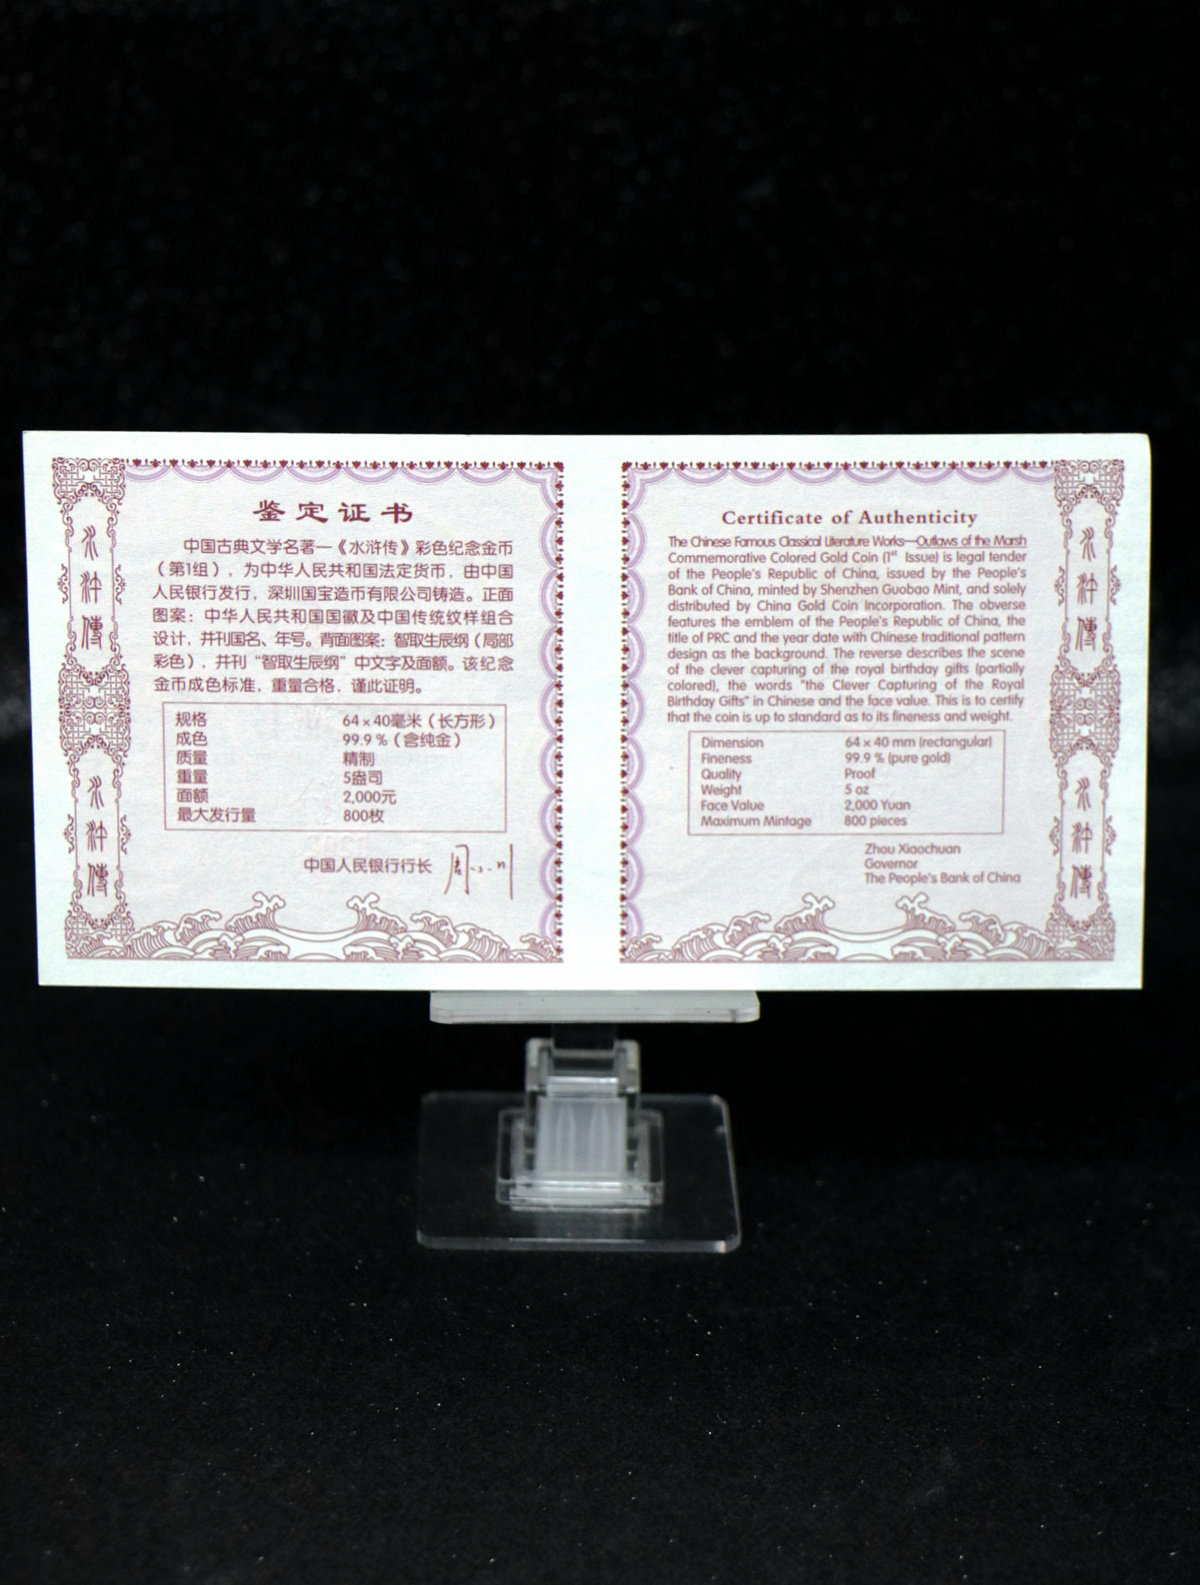 鉴定证书
中国古典文学名著—《水浒传》彩色纪念金币
（第1组），为中华人民共和国法定货币，由中国
人民银行发行，深圳国宝造币有限公司铸造。正面
图案：中华人民共和国国徽及中国传统纹样组合
设计，并刊国名、年号。背面图案：智取生辰纲（局部
彩色），并刊“智取生辰纲”中文字及面额。该纪念
金币成色标准，重量合格，谨此证明。
规格 64×40毫米（长方形）
成色 99.9％（含纯金）
质量 精制
重量 5盎司
面额 2,000元
最大发行量 800枚
中国人民银行行长 周小川
水浒傳
水浒傳
Certificate of Authenticity
The Chinese Famous Classical Literature Works—Outlaws of the Marsh
Commemorative Colored Gold Coin (1st Issue) is legal tender
of the People's Republic of China, issued by the People's
Bank of China, minted by Shenzhen Guobao Mint, and solely
distributed by China Gold Coin Incorporation. The obverse
features the emblem of the People's Republic of China, the
title of PRC and the year date with Chinese traditional pattern
design as the background. The reverse describes the scene
of the clever capturing of the royal birthday gifts (partially
colored), the words "the Clever Capturing of the Royal
Birthday Gifts" in Chinese and the face value. This is to certify
that the coin is up to standard as to its fineness and weight.
Dimension 64 × 40 mm (rectangular)
Fineness 99.9 % (pure gold)
Quality Proof
Weight 5 oz
Face Value 2,000 Yuan
Maximum Mintage 800 pieces
Zhou Xiaochuan
Governor
The People's Bank of China
水浒傳
水浒傳